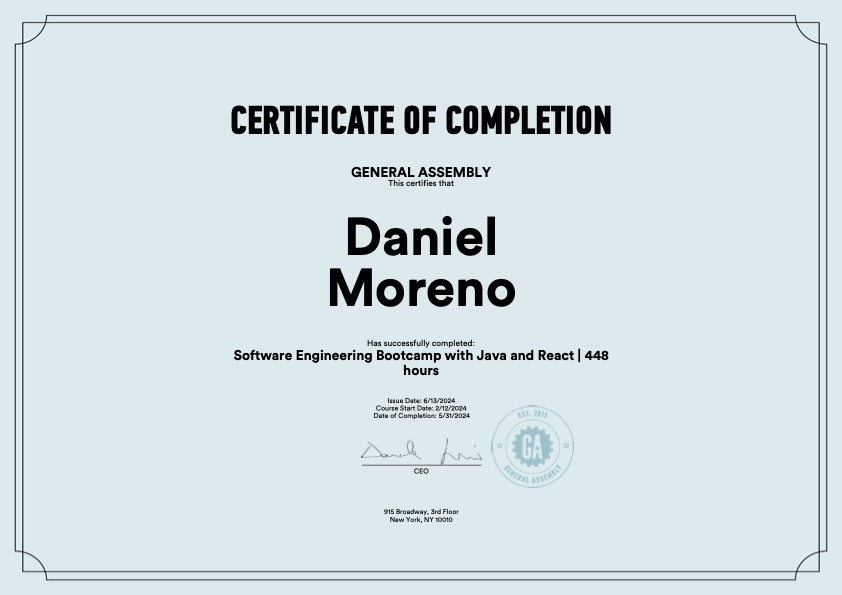 CERTIFICATE OF COMPLETION
GENERAL ASSEMBLY
This certifies that
Daniel
Moreno
Has successfully completed:
Software Engineering Bootcamp with Java and React | 448
hours
Issue Date: 6/13/2024
Course Start Date: 2/12/2024
Date of Completion: 5/31/2024
EST. 2011
GA
GENERAL ASSEMBLY
CEO
915 Broadway, 3rd Floor
New York, NY 10010